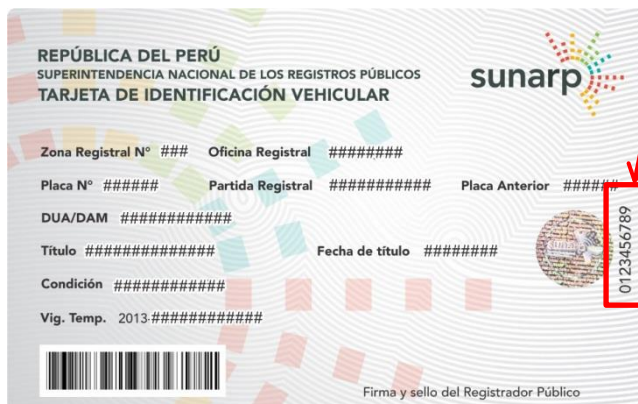 REPÚBLICA DEL PERÚ
SUPERINTENDENCIA NACIONAL DE LOS REGISTROS PÚBLICOS
TARJETA DE IDENTIFICACIÓN VEHICULAR
sunarp
Zona Registral Nº ### Oficina Registral ########
Placa Nº ###### Partida Registral ########### Placa Anterior ######
DUA/DAM ############
Título ############## Fecha de título ########
Condición ############
Vig. Temp. 2013-############
0123456789
Firma y sello del Registrador Público